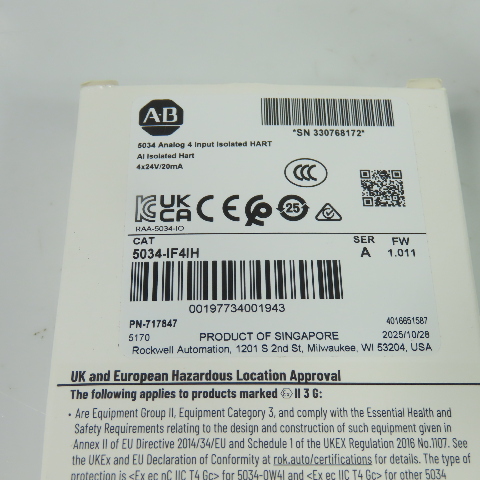 A-B
*SN 330768172*
5034 Analog 4 Input Isolated HART
AI Isolated Hart
4x24V/20mA
CCC
UK CA CE 25
RAA-5034-IO
CAT SER FW
5034-IF4IH A 1.011
00197734001943
PN-717847 4016651587
5170 PRODUCT OF SINGAPORE 2025/10/28
Rockwell Automation, 1201 S 2nd St, Milwaukee, WI 53204, USA
UK and European Hazardous Location Approval
The following applies to products marked Ex II 3 G:
• Are Equipment Group II, Equipment Category 3, and comply with the Essential Health and
Safety Requirements relating to the design and construction of such equipment given in
Annex II of EU Directive 2014/34/EU and Schedule 1 of the UKEX Regulation 2016 No.1107. See
the UKEx and EU Declaration of Conformity at rok.auto/certifications for details. The type of
protection is <Ex ec nC IIC T4 Gc> for 5034-OW4I and <Ex ec IIC T4 Gc> for other 5034